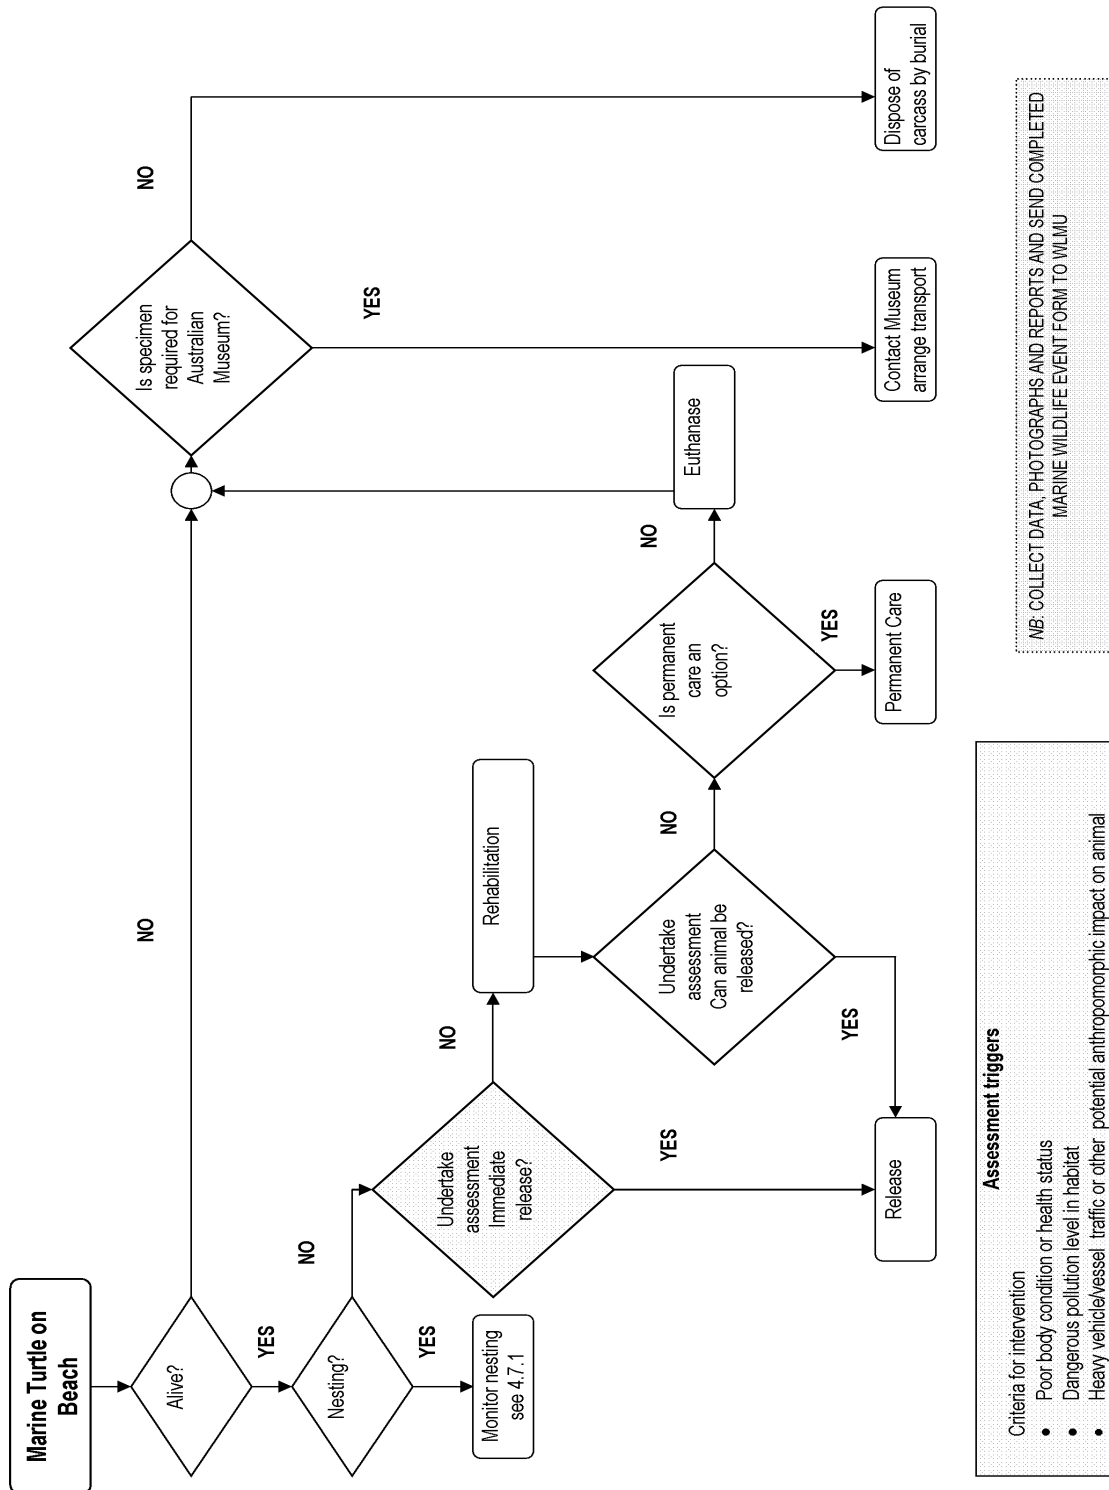 Marine Turtle on
Beach
Alive?
NO
YES
Nesting?
NO
YES
Monitor nesting
see 4.7.1
Undertake
assessment
Immediate
release?
NO
YES
Rehabilitation
Undertake
assessment
Can animal be
released?
NO
YES
Release
Is permanent
care an
option?
NO
YES
Permanent Care
Euthanase
Is specimen
required for
Australian
Museum?
NO
YES
Contact Museum
arrange transport
Dispose of
carcass by burial
Assessment triggers
Criteria for intervention
• Poor body condition or health status
• Dangerous pollution level in habitat
• Heavy vehicle/vessel traffic or other potential anthropomorphic impact on animal
NB: COLLECT DATA, PHOTOGRAPHS AND REPORTS AND SEND COMPLETED
MARINE WILDLIFE EVENT FORM TO WLMU